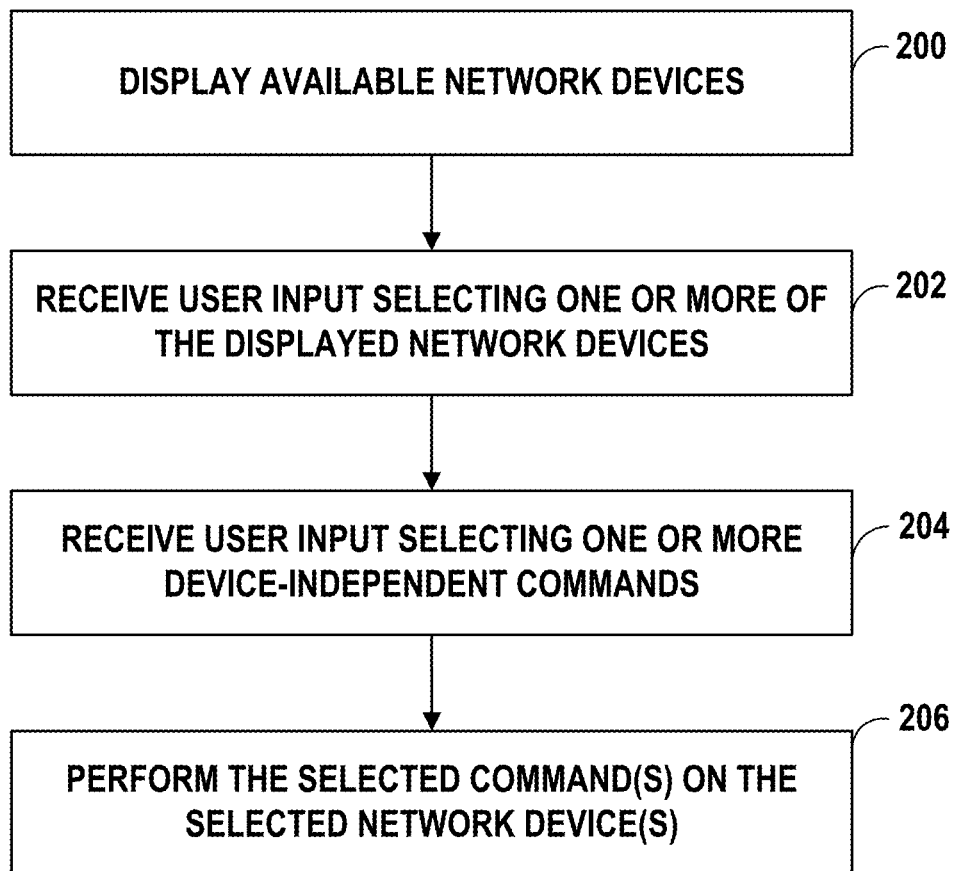 DISPLAY AVAILABLE NETWORK DEVICES
200
RECEIVE USER INPUT SELECTING ONE OR MORE OF
THE DISPLAYED NETWORK DEVICES
202
RECEIVE USER INPUT SELECTING ONE OR MORE
DEVICE-INDEPENDENT COMMANDS
204
PERFORM THE SELECTED COMMAND(S) ON THE
SELECTED NETWORK DEVICE(S)
206